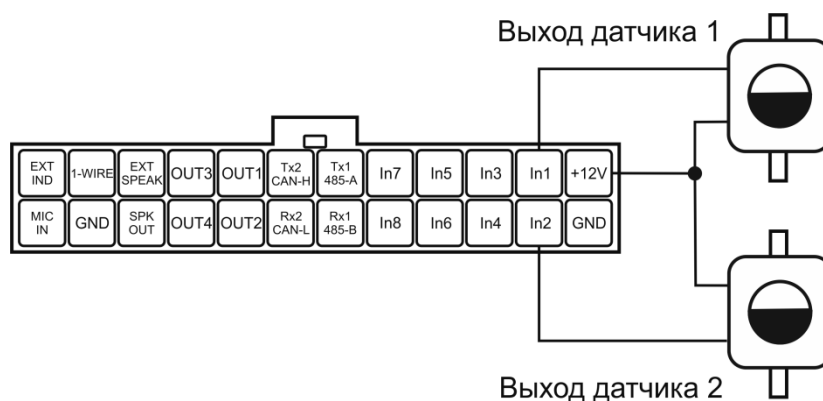 Выход датчика 1
EXT IND 1-WIRE EXT SPEAK OUT3 OUT1 Tx2 CAN-H Tx1 485-A In7 In5 In3 In1 +12V
MIC IN GND SPK OUT OUT4 OUT2 Rx2 CAN-L Rx1 485-B In8 In6 In4 In2 GND
Выход датчика 2